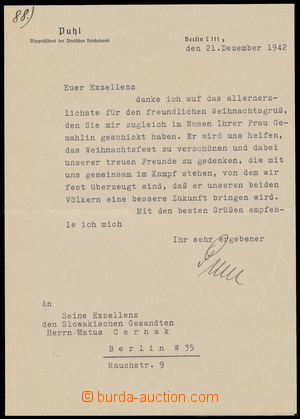 88.)
Puhl
Vizepräsident der Deutschen Reichsbank
Berlin C 111,
den 21.Dezember 1942
Euer Exzellenz
danke ich auf das allerherz-
lichste für den freundlichen Weihnachtsgruß,
den Sie mir zugleich im Namen Ihrer Frau Ge-
mahlin geschickt haben. Er wird uns helfen,
das Weihnachtsfest zu verschönen und dabei
unserer treuen Freunde zu gedenken, die mit
uns gemeinsam im Kampf stehen, von dem wir
fest überzeugt sind, daß er unseren beiden
Völkern eine bessere Zukunft bringen wird.
Mit den besten Grüßen empfeh-
le ich mich
Ihr sehr ergebener
Puhl
An
Seine Exzellenz
den Slowakischen Gesandten
Herrn Matus Cernak
Berlin W 35
Rauchstr. 9
© burda-auction.com